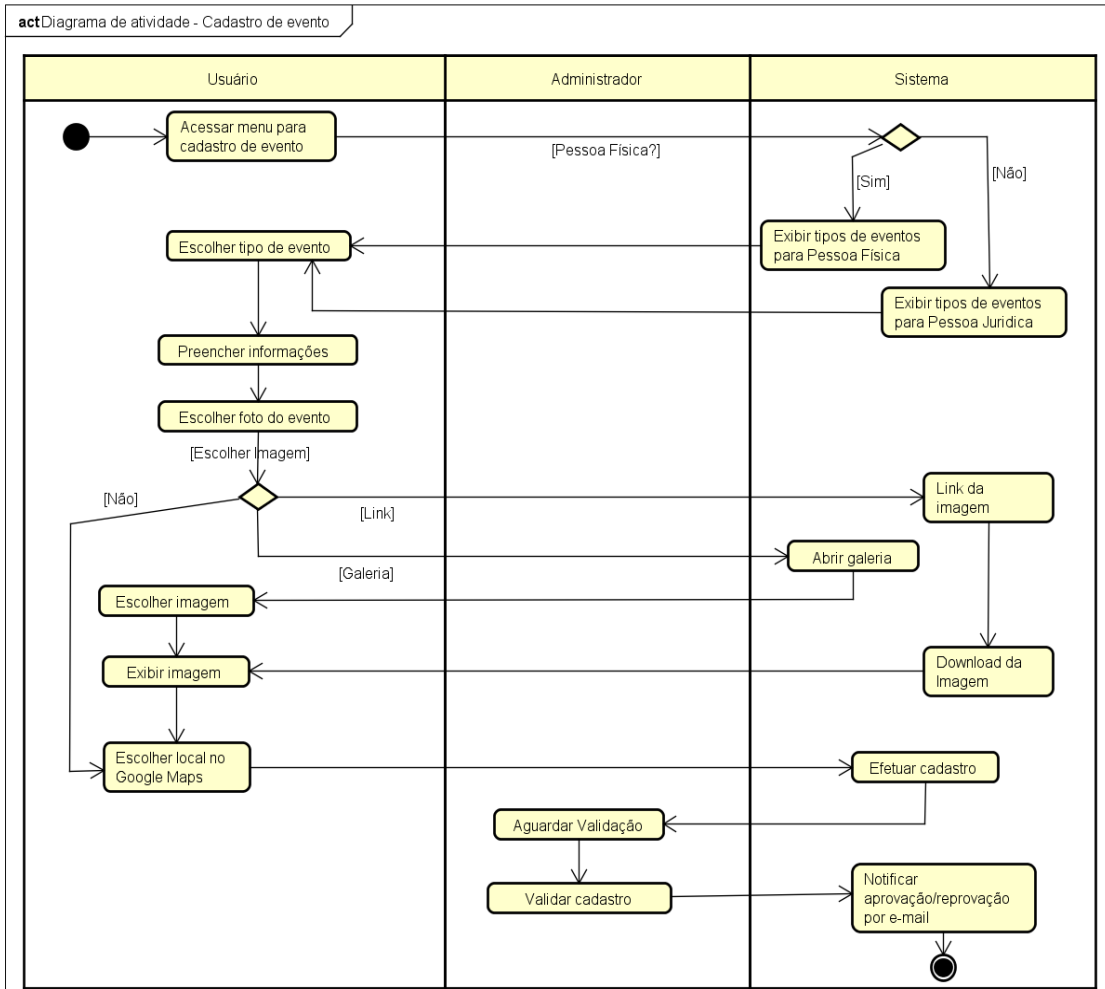 act Diagrama de atividade - Cadastro de evento
Usuário
Administrador
Sistema
Acessar menu para
cadastro de evento
[Pessoa Física?]
[Sim]
[Não]
Escolher tipo de evento
Exibir tipos de eventos
para Pessoa Física
Exibir tipos de eventos
para Pessoa Juridica
Preencher informações
Escolher foto do evento
[Escolher Imagem]
[Não]
[Link]
Link da
imagem
[Galeria]
Abrir galeria
Escolher imagem
Exibir imagem
Download da
Imagem
Escolher local no
Google Maps
Efetuar cadastro
Aguardar Validação
Validar cadastro
Notificar
aprovação/reprovação
por e-mail